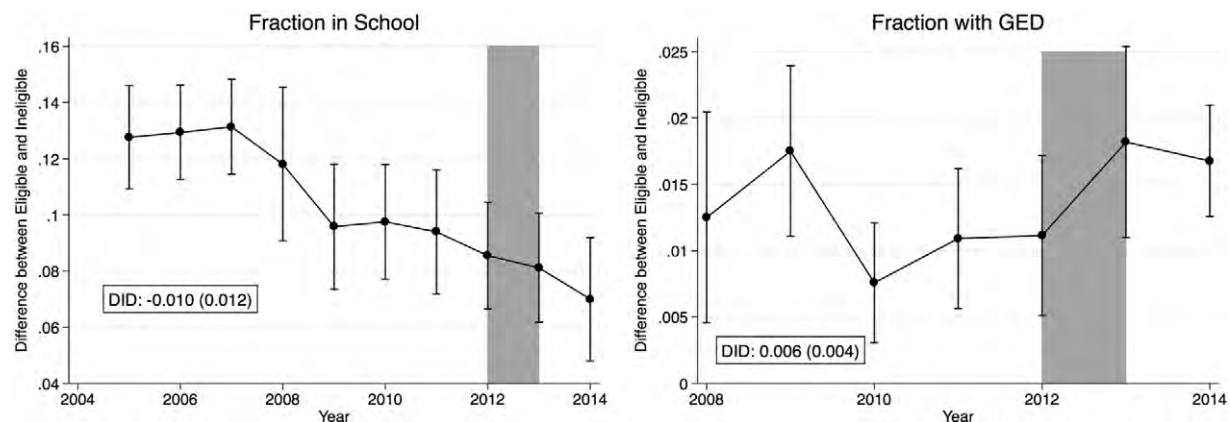 Fraction in School
Difference between Eligible and Ineligible
.16
.14
.12
.1
.08
.06
.04
DID: -0.010 (0.012)
2004
2006
2008
2010
2012
2014
Year
Fraction with GED
Difference between Eligible and Ineligible
.025
.02
.015
.01
.005
0
DID: 0.006 (0.004)
2008
2010
2012
2014
Year